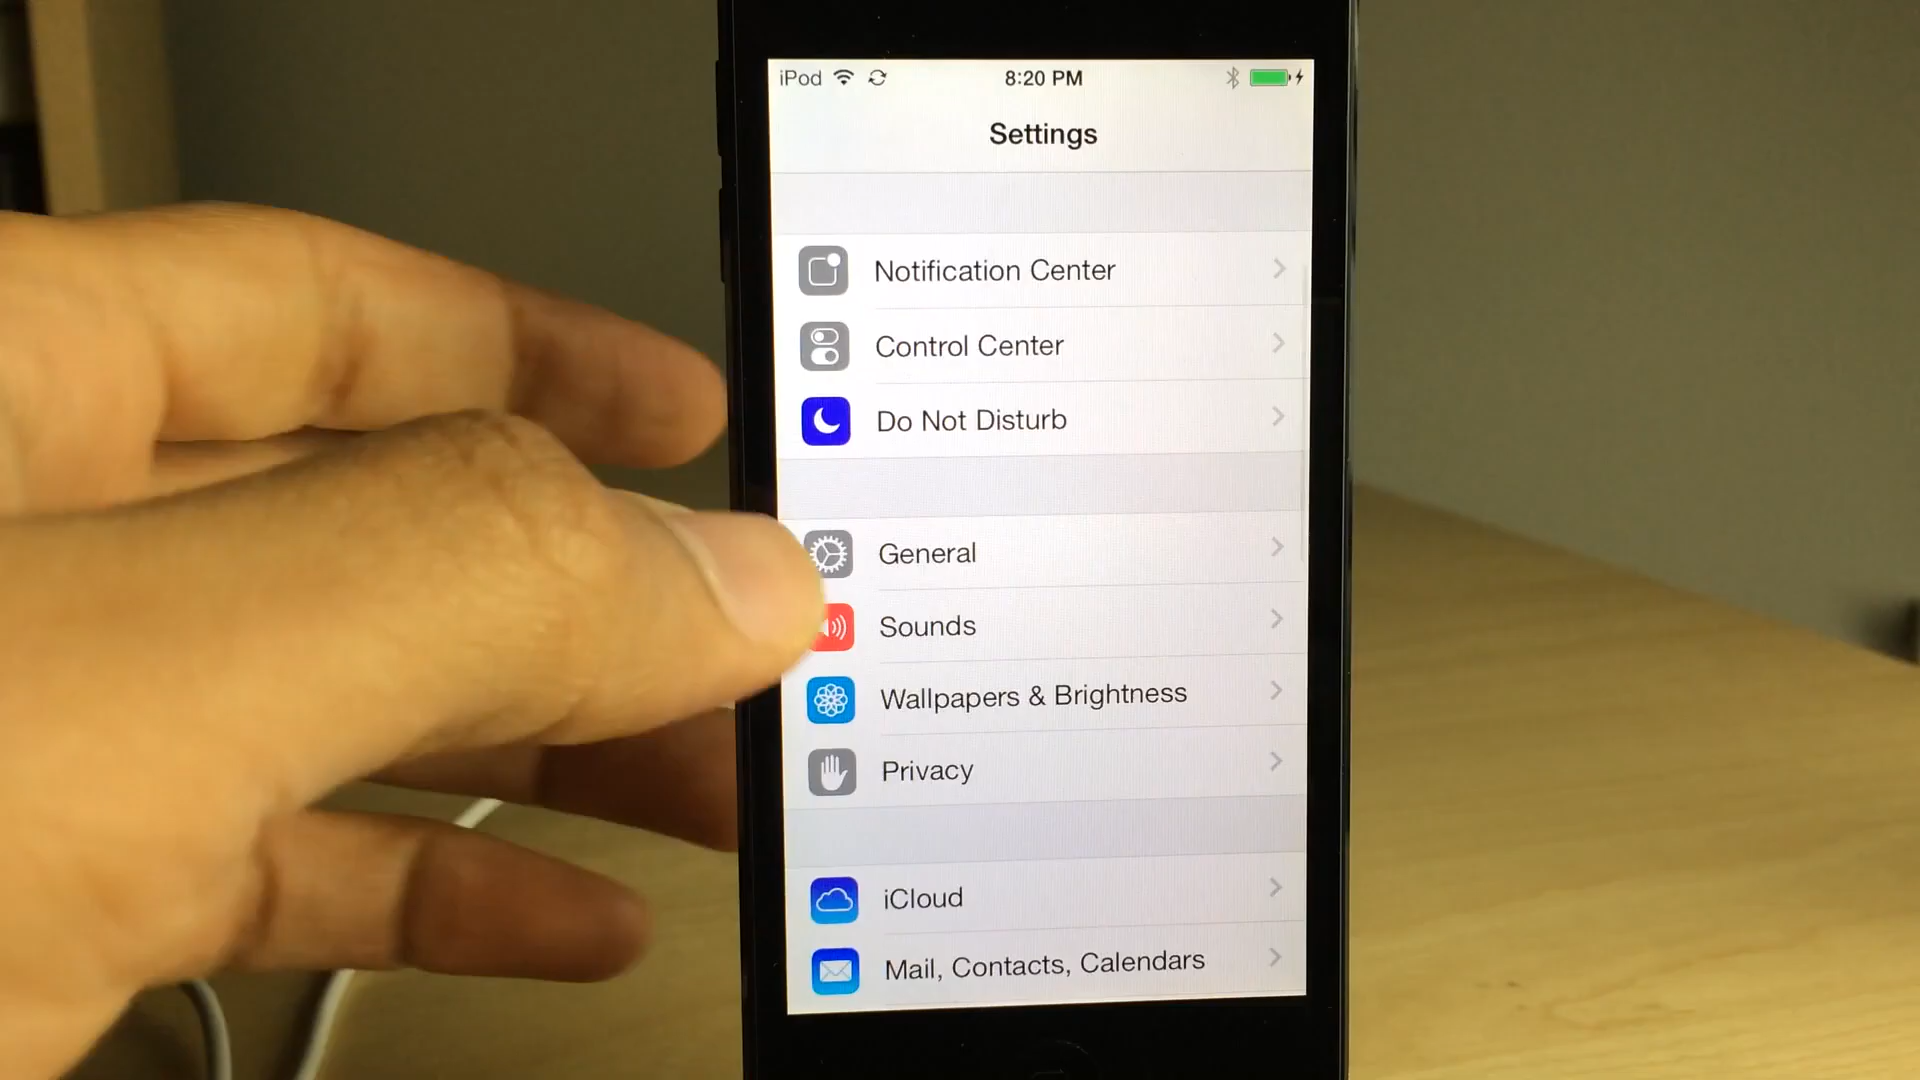 iPod 8:20 PM
Settings
Notification Center
Control Center
Do Not Disturb
General
Sounds
Wallpapers & Brightness
Privacy
iCloud
Mail, Contacts, Calendars